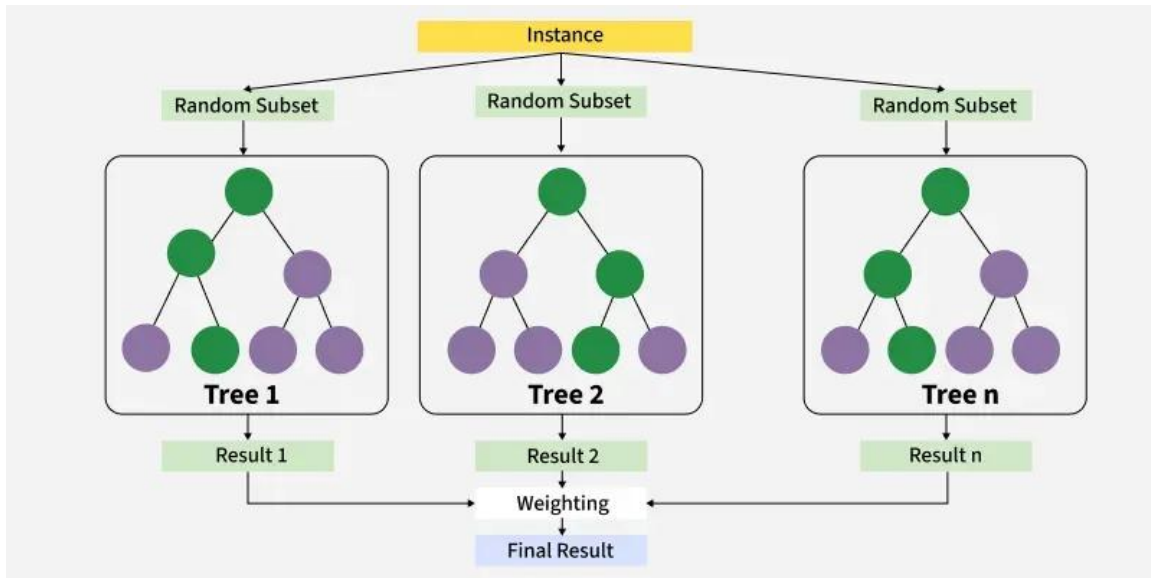 Instance
Random Subset
Random Subset
Random Subset
Tree 1
Tree 2
Tree n
Result 1
Result 2
Result n
Weighting
Final Result